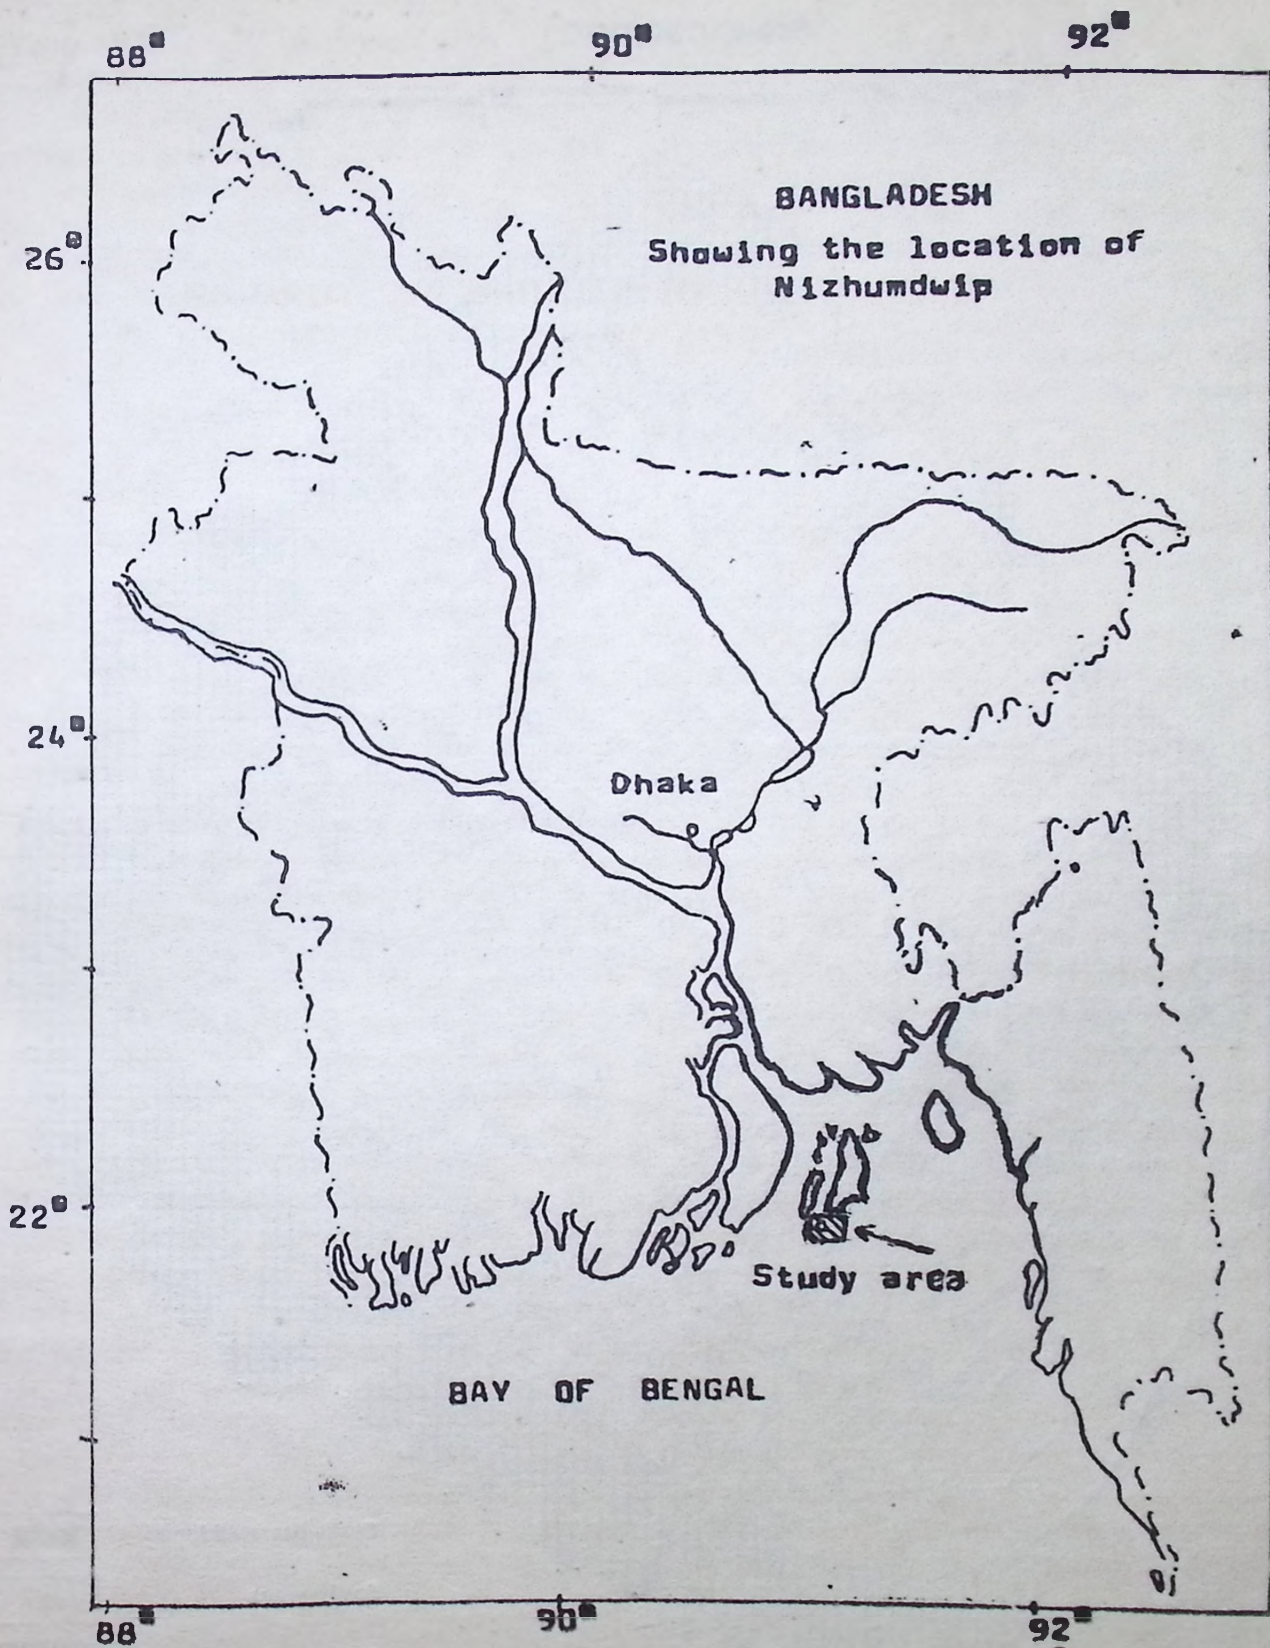 88°
90°
92°
BANGLADESH
Showing the location of
Nizhumdwip
26°
24°
Dhaka
22°
Study area
BAY OF BENGAL
88°
90°
92°